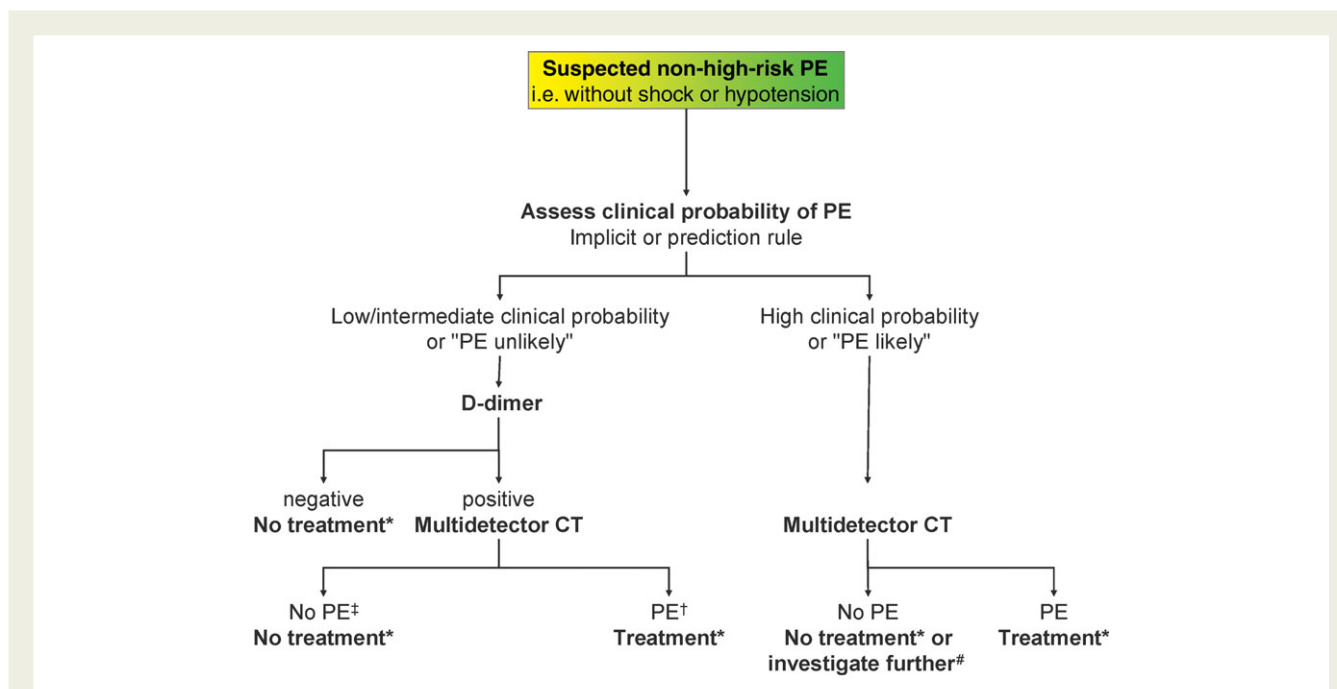 Suspected non-high-risk PE
i.e. without shock or hypotension
Assess clinical probability of PE
Implicit or prediction rule
Low/intermediate clinical probability
or "PE unlikely"
High clinical probability
or "PE likely"
D-dimer
negative
No treatment*
positive
Multidetector CT
Multidetector CT
No PE‡
No treatment*
PE†
Treatment*
No PE
No treatment* or
investigate further#
PE
Treatment*